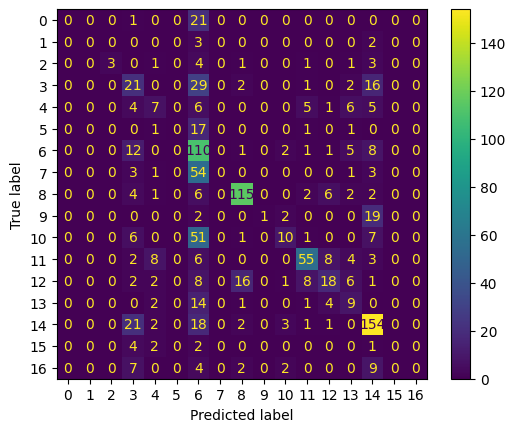 0 0 0 0 1 0 0 21 0 0 0 0 0 0 0 0 0 0
1 0 0 0 0 0 0 3 0 0 0 0 0 0 0 2 0 0
2 0 0 3 0 1 0 4 0 1 0 0 1 0 1 3 0 0
3 0 0 0 21 0 0 29 0 2 0 0 1 0 2 16 0 0
4 0 0 0 4 7 0 6 0 0 0 0 5 1 6 5 0 0
5 0 0 0 0 1 0 17 0 0 0 0 1 0 1 0 0 0
6 0 0 0 12 0 0 110 0 1 0 2 1 1 5 8 0 0
7 0 0 0 3 1 0 54 0 0 0 0 0 0 1 3 0 0
8 0 0 0 4 1 0 6 0 115 0 0 2 6 2 2 0 0
9 0 0 0 0 0 0 2 0 0 1 2 0 0 0 19 0 0
10 0 0 0 6 0 0 51 0 1 0 10 1 0 0 7 0 0
11 0 0 0 2 8 0 6 0 0 0 0 55 8 4 3 0 0
12 0 0 0 2 2 0 8 0 16 0 1 8 18 6 1 0 0
13 0 0 0 0 2 0 14 0 1 0 0 1 4 9 0 0 0
14 0 0 0 21 2 0 18 0 2 0 3 1 1 0 154 0 0
15 0 0 0 4 2 0 2 0 0 0 0 0 0 0 1 0 0
16 0 0 0 7 0 0 4 0 2 0 2 0 0 0 9 0 0
0 1 2 3 4 5 6 7 8 9 10 11 12 13 14 15 16
Predicted label
True label
140
120
100
80
60
40
20
0